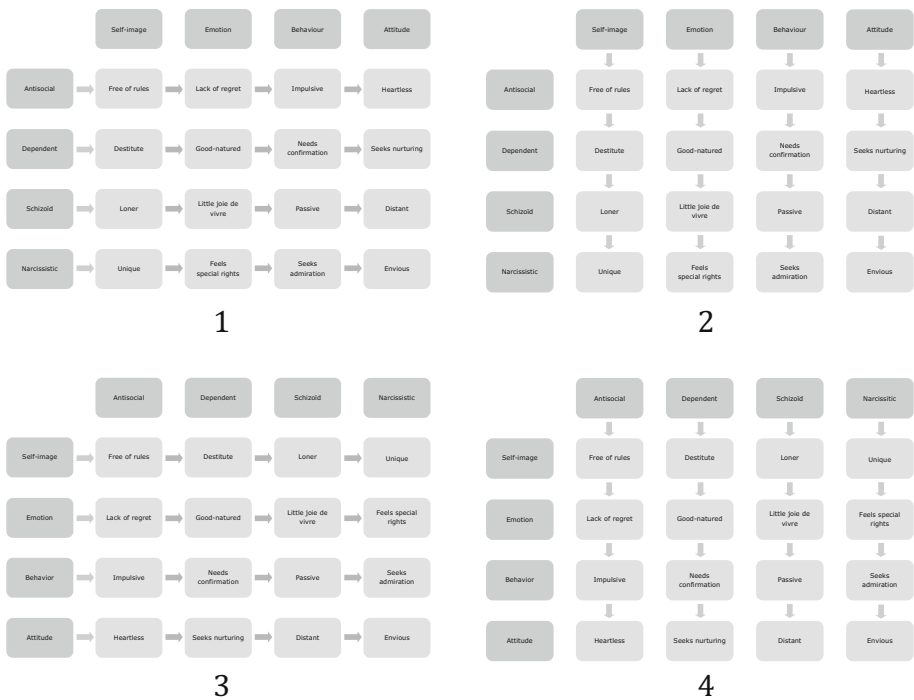 Self-image Emotion Behaviour Attitude
Antisocial Free of rules Lack of regret Impulsive Heartless
Dependent Destitute Good-natured Needs confirmation Seeks nurturing
Schizoïd Loner Little Joie de vivre Passive Distant
Narcissistic Unique Feels special rights Seeks admiration Envious
1
Self-image Emotion Behaviour Attitude
Antisocial Free of rules Lack of regret Impulsive Heartless
Dependent Destitute Good-natured Needs confirmation Seeks nurturing
Schizoïd Loner Little Joie de vivre Passive Distant
Narcissistic Unique Feels special rights Seeks admiration Envious
2
Antisocial Dependent Schizoïd Narcissistic
Self-image Free of rules Destitute Loner Unique
Emotion Lack of regret Good-natured Little Joie de vivre Feels special rights
Behavior Impulsive Needs confirmation Passive Seeks admiration
Attitude Heartless Seeks nurturing Distant Envious
3
Antisocial Dependent Schizoïd Narcissitic
Self-image Free of rules Destitute Loner Unique
Emotion Lack of regret Good-natured Little Joie de vivre Feels special rights
Behavior Impulsive Needs confirmation Passive Seeks admiration
Attitude Heartless Seeks nurturing Distant Envious
4